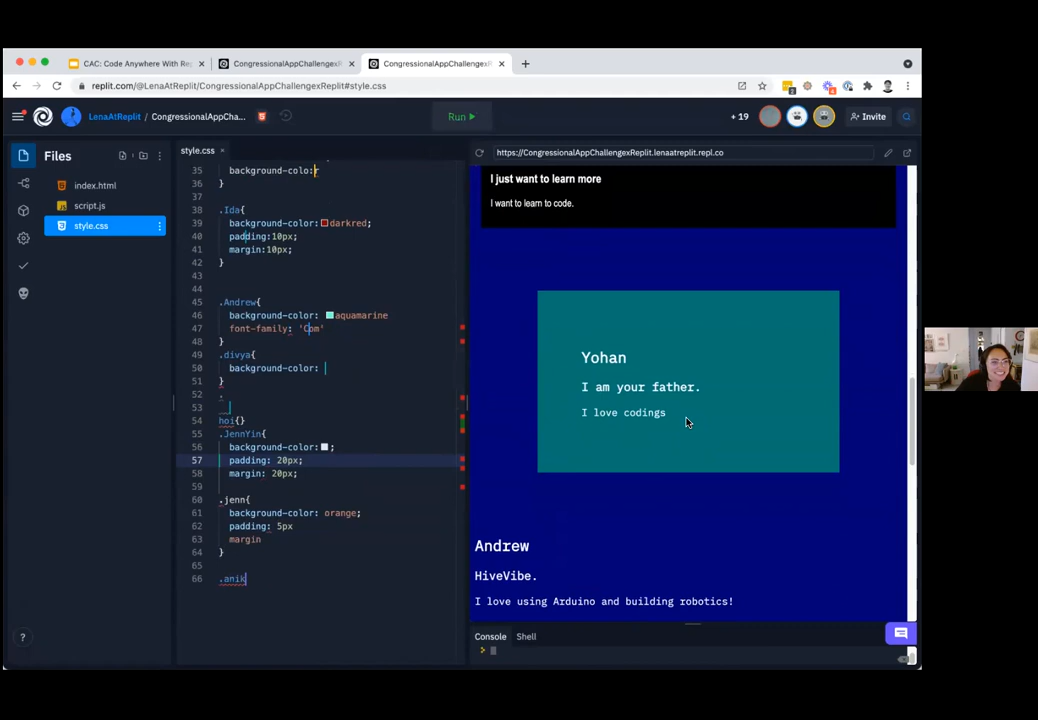 CAC: Code Anywhere With Re
CongressionalAppChallengexR
CongressionalAppChallengexR
replit.com/@LenaAtReplit/CongressionalAppChallengexReplit#style.css
LenaAtReplit / CongressionalAppCha...
Run
+ 19
Invite
Files
style.css
https://CongressionalAppChallengexReplit.lenaatreplit.repl.co
index.html
script.js
style.css
35 background-colo:r
36 }
37
38 .Ida{
39 background-color: darkred;
40 padding:10px;
41 margin:10px;
42 }
43
44
45 .Andrew{
46 background-color: aquamarine
47 font-family: 'Com'
48 }
49 .divya{
50 background-color:
51 }
52 .
53
54 hoi{}
55 .JennYin{
56 background-color: ;
57 padding: 20px;
58 margin: 20px;
59
60 .jenn{
61 background-color: orange;
62 padding: 5px
63 margin
64 }
65
66 .anik
I just want to learn more
I want to learn to code.
Yohan
I am your father.
I love codings
Andrew
HiveVibe.
I love using Arduino and building robotics!
Console
Shell
?